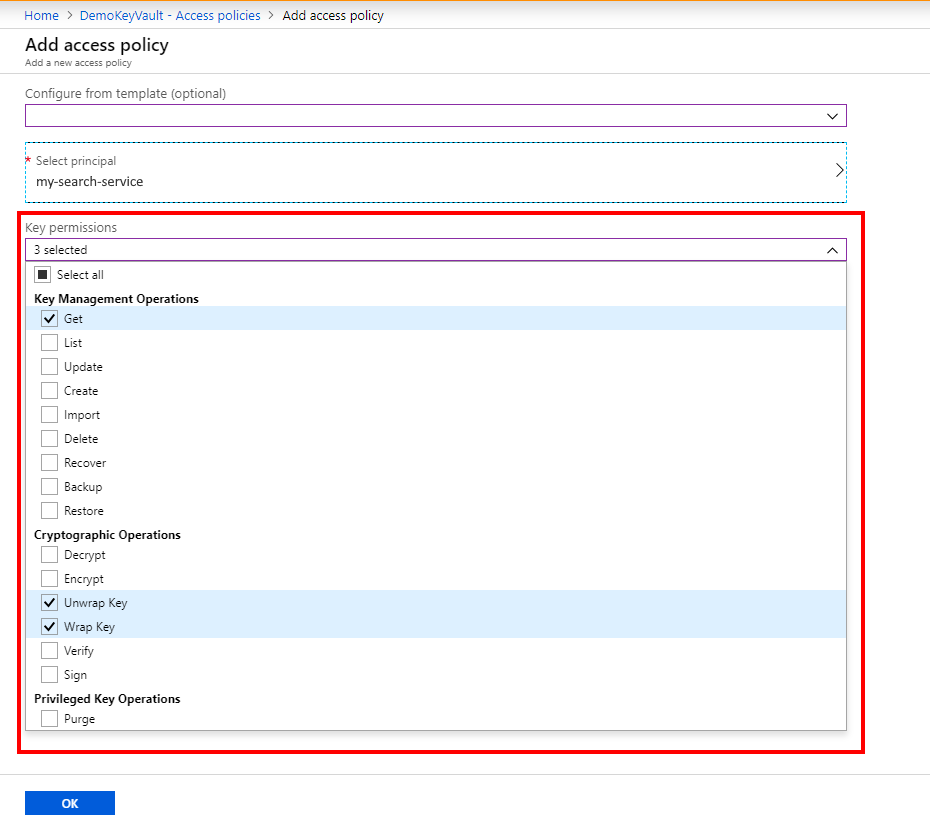 Home > DemoKeyVault - Access policies > Add access policy
Add access policy
Add a new access policy
Configure from template (optional)
* Select principal
my-search-service
Key permissions
3 selected
Select all
Key Management Operations
Get
List
Update
Create
Import
Delete
Recover
Backup
Restore
Cryptographic Operations
Decrypt
Encrypt
Unwrap Key
Wrap Key
Verify
Sign
Privileged Key Operations
Purge
OK